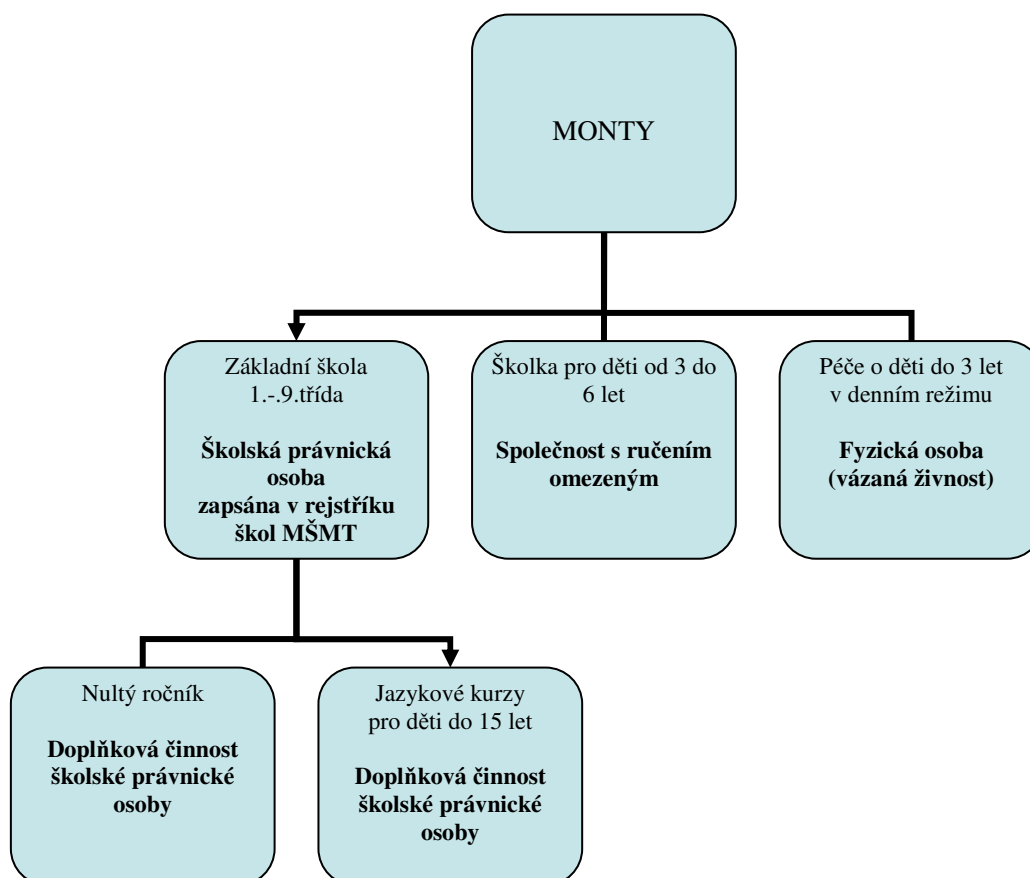 MONTY
Základní škola
1.-.9.třída
Školská právnická
osoba
zapsána v rejstříku
škol MŠMT
Školka pro děti od 3 do
6 let
Společnost s ručením
omezeným
Péče o děti do 3 let
v denním režimu
Fyzická osoba
(vázaná živnost)
Nultý ročník
Doplňková činnost
školské právnické
osoby
Jazykové kurzy
pro děti do 15 let
Doplňková činnost
školské právnické
osoby